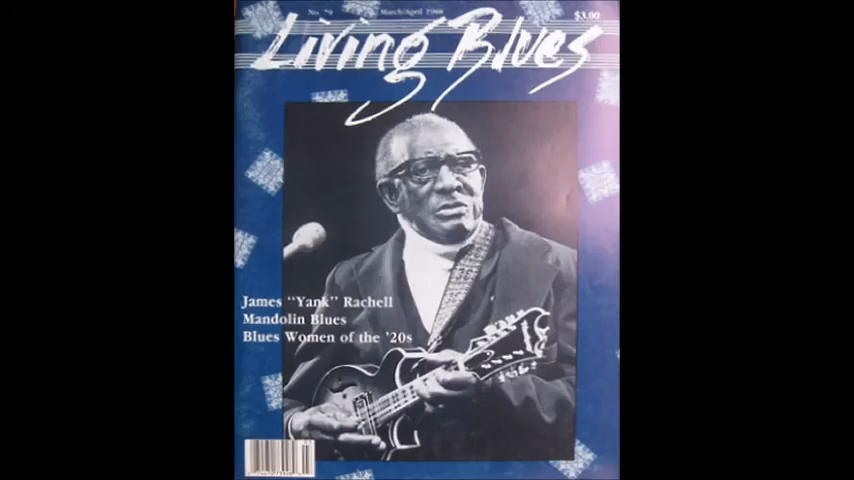 March/April 1988
$3.00
Living Blues
James "Yank" Rachell
Mandolin Blues
Blues Women of the '20s